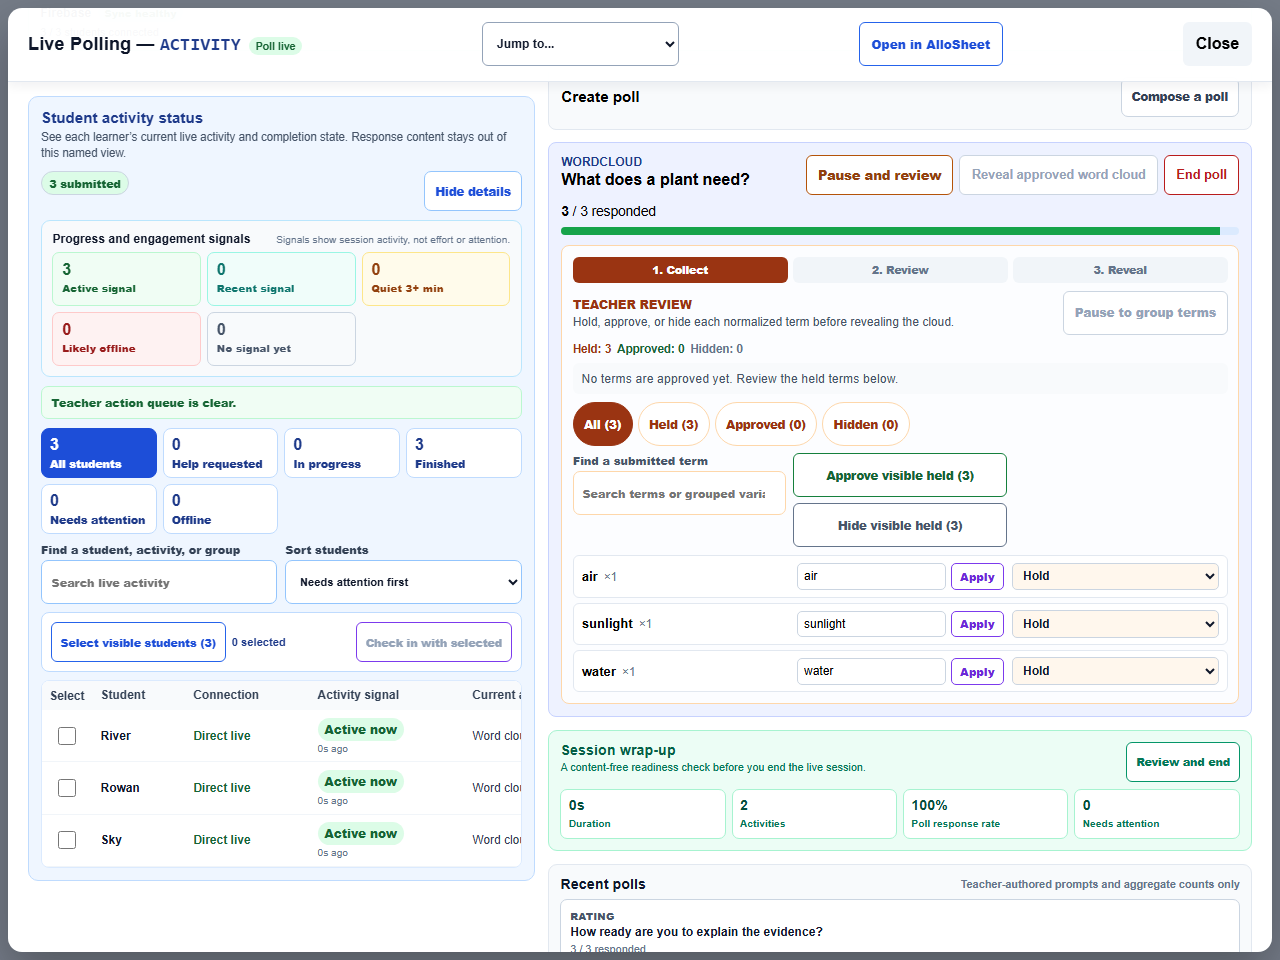 Live Polling — ACTIVITY
Poll live
Jump to...
Open in AlloSheet
Close
Student activity status
See each learner's current live activity and completion state. Response content stays out of
this named view.
3 submitted
Hide details
Progress and engagement signals
Signals show session activity, not effort or attention.
3
Active signal
0
Recent signal
0
Quiet 3+ min
0
Likely offline
0
No signal yet
Teacher action queue is clear.
3
All students
0
Help requested
0
In progress
3
Finished
0
Needs attention
0
Offline
Find a student, activity, or group
Sort students
Search live activity
Needs attention first
Select visible students (3)
0 selected
Check in with selected
Select
Student
Connection
Activity signal
Current
River
Direct live
Active now
0s ago
Word
Rowan
Direct live
Active now
0s ago
Word
Sky
Direct live
Active now
0s ago
Word
Create poll
Compose a poll
WORDCLOUD
What does a plant need?
Pause and review
Reveal approved word cloud
End poll
3 / 3 responded
1. Collect
2. Review
3. Reveal
TEACHER REVIEW
Hold, approve, or hide each normalized term before revealing the cloud.
Pause to group terms
Held: 3 Approved: 0 Hidden: 0
No terms are approved yet. Review the held terms below.
All (3)
Held (3)
Approved (0)
Hidden (0)
Find a submitted term
Search terms or grouped
Approve visible held (3)
Hide visible held (3)
air ×1
air
Apply
Hold
sunlight ×1
sunlight
Apply
Hold
water ×1
water
Apply
Hold
Session wrap-up
A content-free readiness check before you end the live session.
Review and end
0s
Duration
2
Activities
100%
Poll response rate
0
Needs attention
Recent polls
Teacher-authored prompts and aggregate counts only
RATING
How ready are you to explain the evidence?
3 / 3 responded